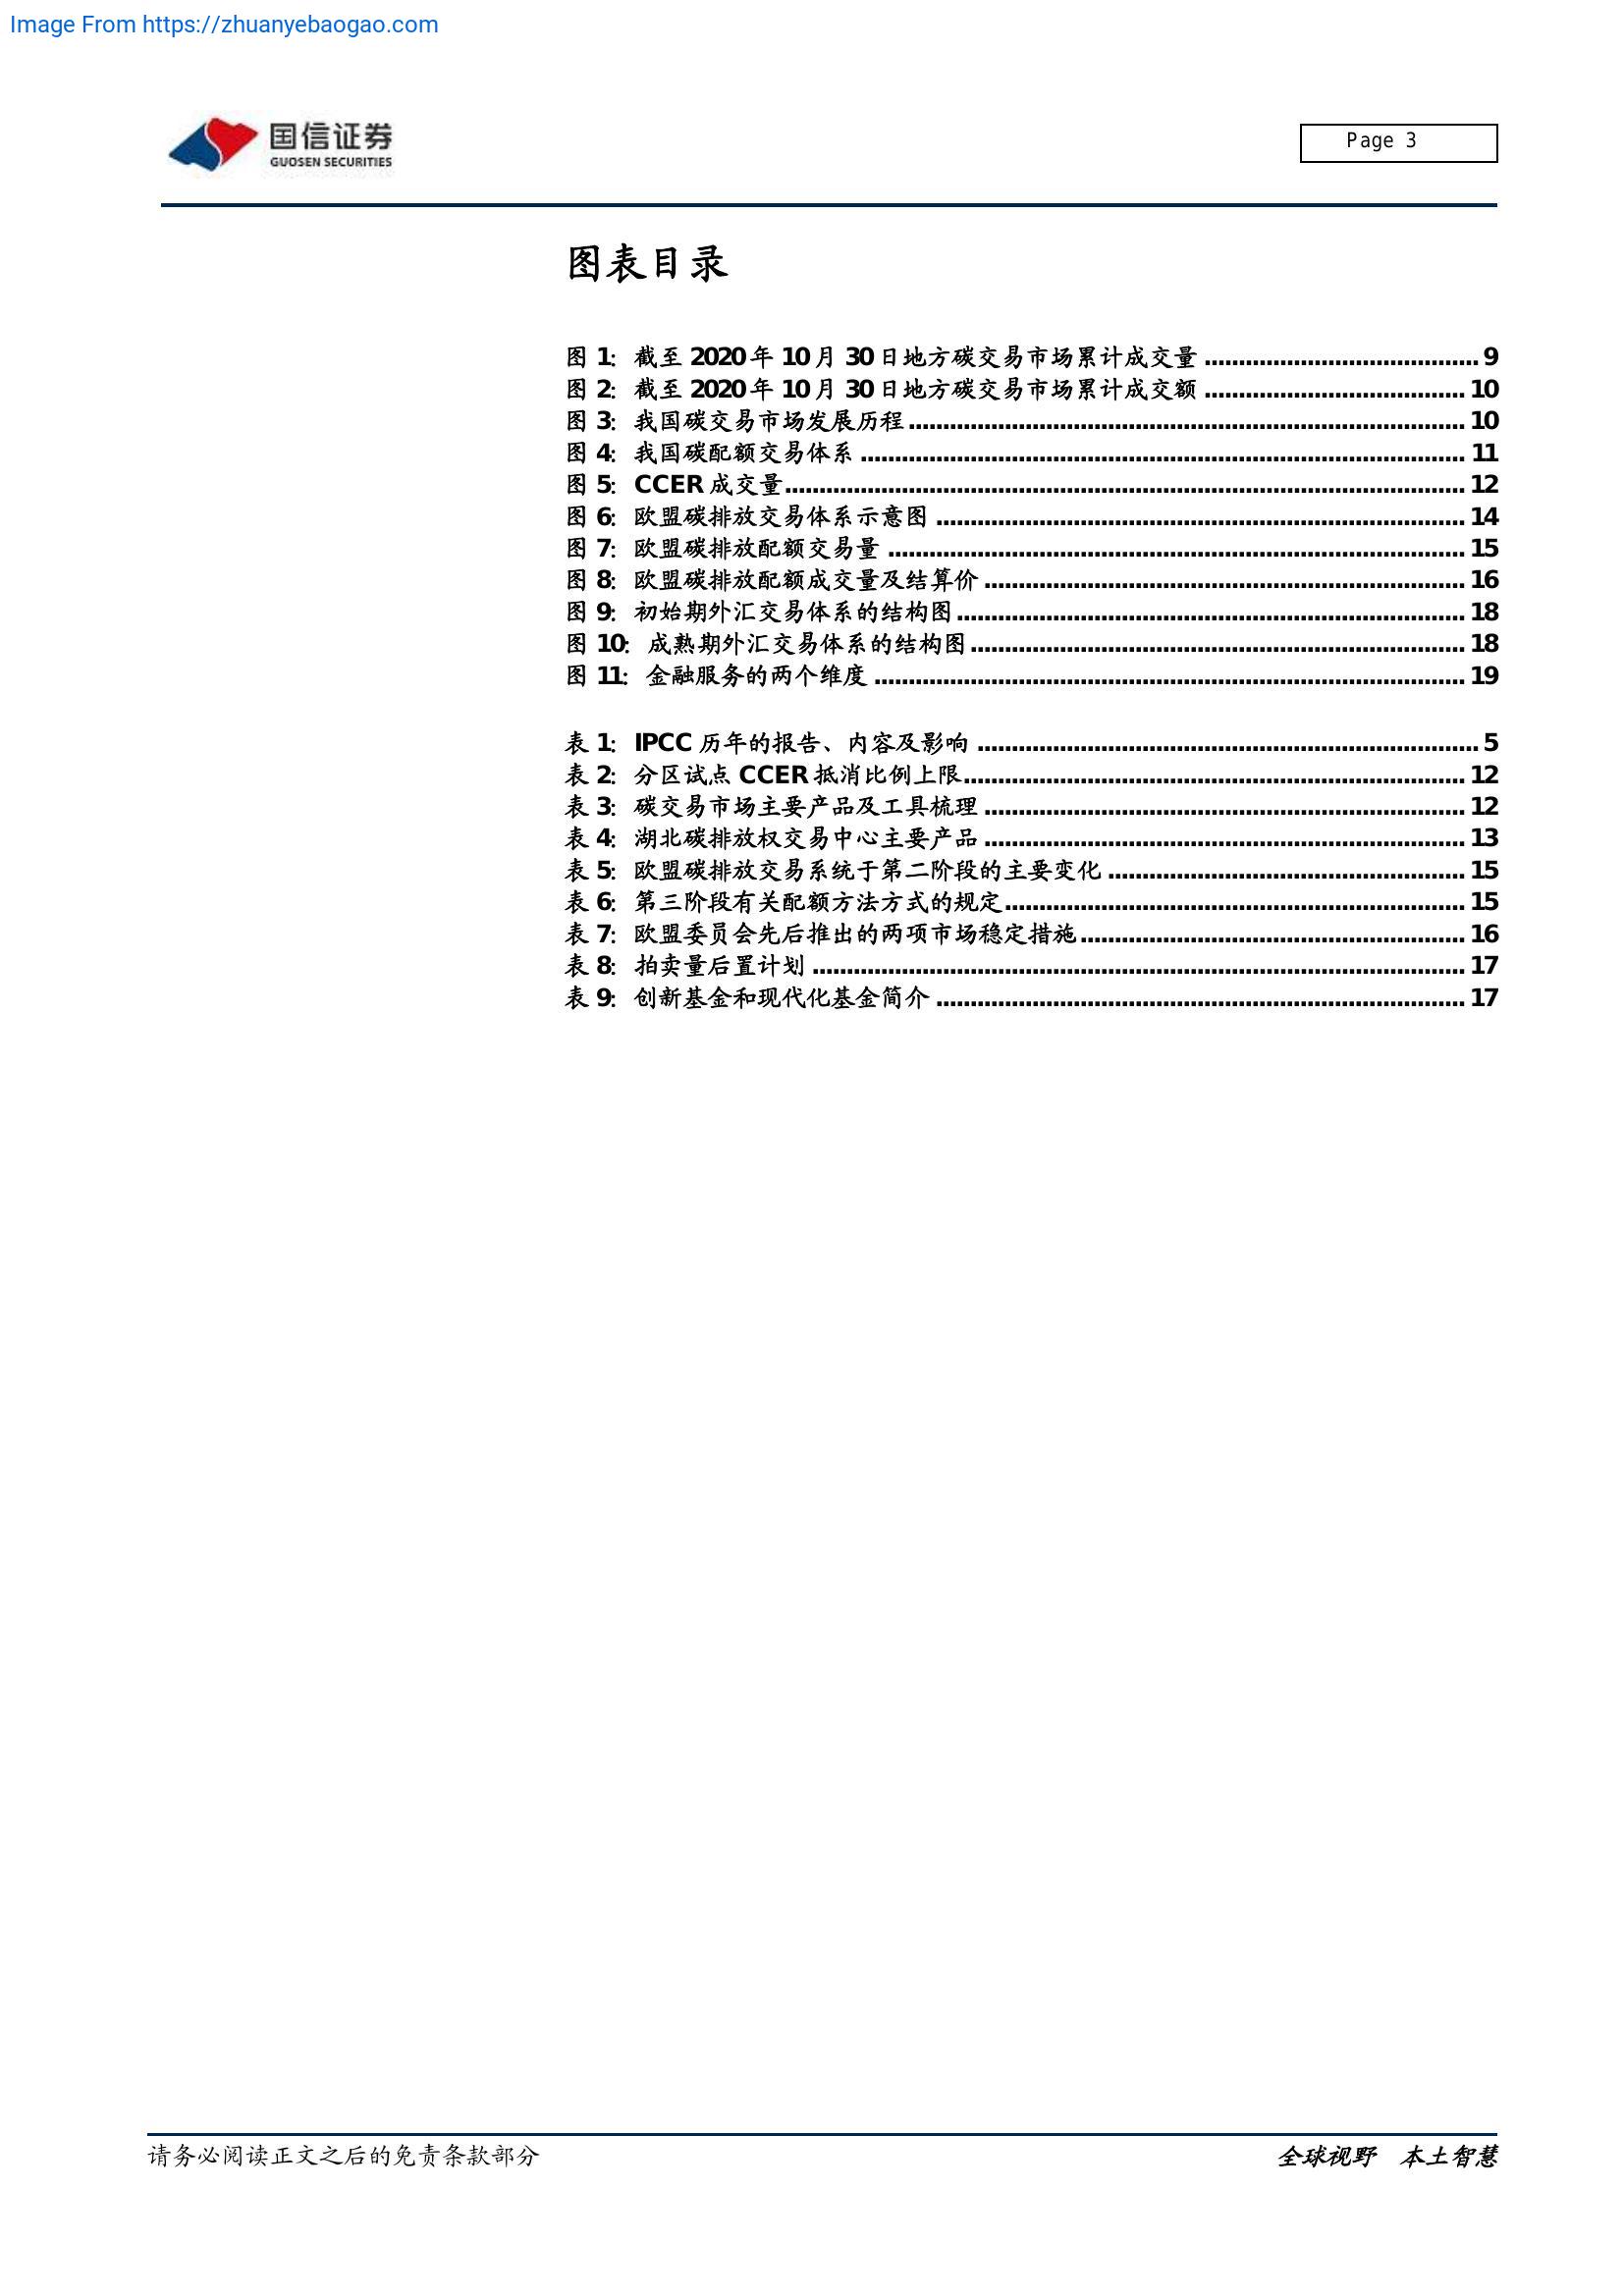 Image From https://zhuanyebaogao.com
国信证券
GUOSEN SECURITIES
Page 3
图表目录
图 1: 截至 2020 年 10 月 30 日地方碳交易市场累计成交量 ........................................ 9
图 2: 截至 2020 年 10 月 30 日地方碳交易市场累计成交额 ...................................... 10
图 3: 我国碳交易市场发展历程 ................................................................................. 10
图 4: 我国碳配额交易体系 ........................................................................................ 11
图 5: CCER 成交量................................................................................................... 12
图 6: 欧盟碳排放交易体系示意图 ............................................................................. 14
图 7: 欧盟碳排放配额交易量 .................................................................................... 15
图 8: 欧盟碳排放配额成交量及结算价 ...................................................................... 16
图 9: 初始期外汇交易体系的结构图.......................................................................... 18
图 10: 成熟期外汇交易体系的结构图........................................................................ 18
图 11: 金融服务的两个维度 ...................................................................................... 19
表 1: IPCC 历年的报告、内容及影响 ......................................................................... 5
表 2: 分区试点 CCER 抵消比例上限......................................................................... 12
表 3: 碳交易市场主要产品及工具梳理 ...................................................................... 12
表 4: 湖北碳排放权交易中心主要产品 ...................................................................... 13
表 5: 欧盟碳排放交易系统于第二阶段的主要变化 .................................................... 15
表 6: 第三阶段有关配额方法方式的规定................................................................... 15
表 7: 欧盟委员会先后推出的两项市场稳定措施........................................................ 16
表 8: 拍卖量后置计划 ............................................................................................... 17
表 9: 创新基金和现代化基金简介 ............................................................................. 17
请务必阅读正文之后的免责条款部分
全球视野 本土智慧